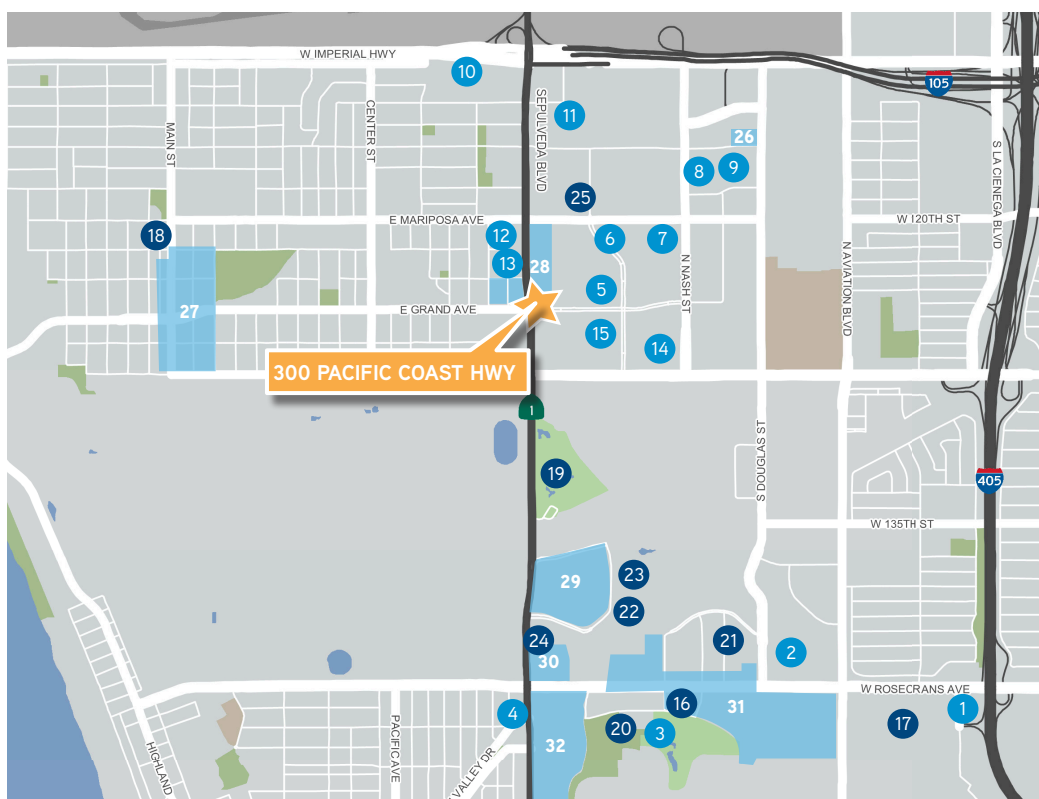 W IMPERIAL HWY
10
105
SEPULVEDA BLVD
11
MAIN ST
CENTER ST
26
8
9
S LA CIENEGA BLVD
25
E MARIPOSA AVE
W 120TH ST
18
12
6
7
13
28
N NASH ST
N AVIATION BLVD
5
27
E GRAND AVE
15
14
300 PACIFIC COAST HWY
1
19
S DOUGLAS ST
405
W 135TH ST
29
23
22
24
21
2
30
W ROSECRANS AVE
4
16
31
17
1
20
3
32
PACIFIC AVE
VALLEY DR
HIGHLAND